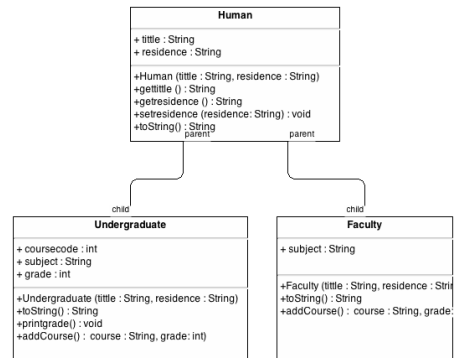 Human
+ tittle : String
+ residence : String
+Human (tittle : String, residence : String)
+gettittle () : String
+getresidence () : String
+setresidence (residence: String) : void
+toString() : String
parent
parent
child
child
Undergraduate
+ coursecode : int
+ subject : String
+ grade : int
+Undergraduate (tittle : String, residence : String)
+toString() : String
+printgrade() : void
+addCourse() : course : String, grade: int)
Faculty
+ subject : String
+Faculty (tittle : String, residence : Strin
+toString() : String
+addCourse() : course : String, grade: